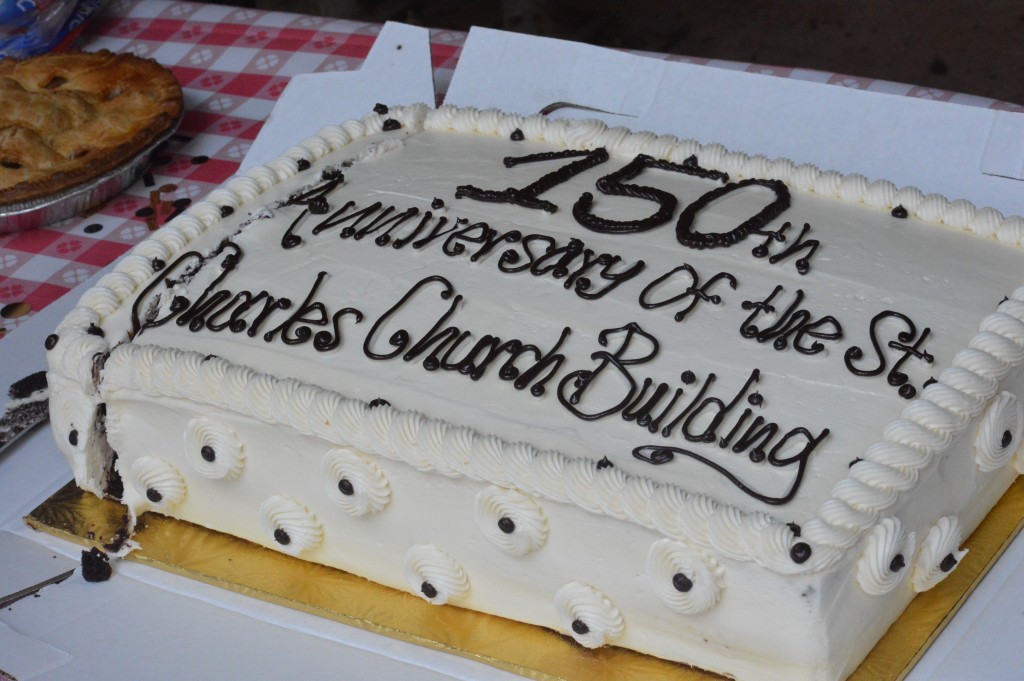 150th
Anniversary of the St.
Charles Church Building